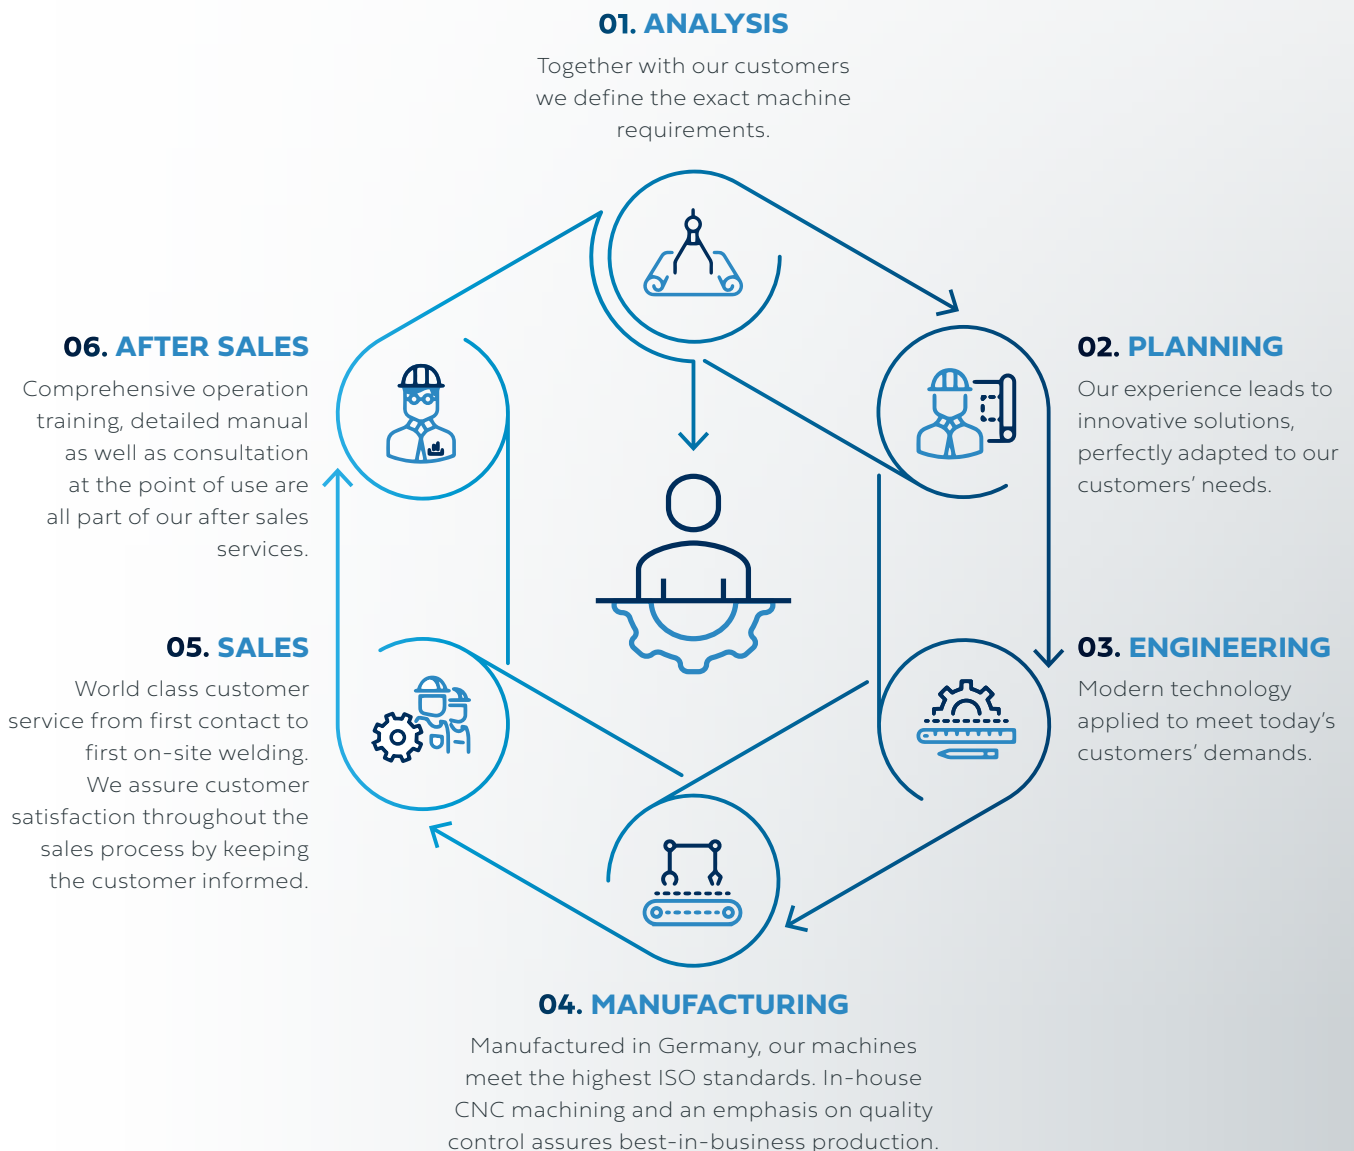 01. ANALYSIS
Together with our customers
we define the exact machine
requirements.
02. PLANNING
Our experience leads to
innovative solutions,
perfectly adapted to our
customers’ needs.
03. ENGINEERING
Modern technology
applied to meet today’s
customers’ demands.
04. MANUFACTURING
Manufactured in Germany, our machines
meet the highest ISO standards. In-house
CNC machining and an emphasis on quality
control assures best-in-business production.
05. SALES
World class customer
service from first contact to
first on-site welding.
We assure customer
satisfaction throughout the
sales process by keeping
the customer informed.
06. AFTER SALES
Comprehensive operation
training, detailed manual
as well as consultation
at the point of use are
all part of our after sales
services.